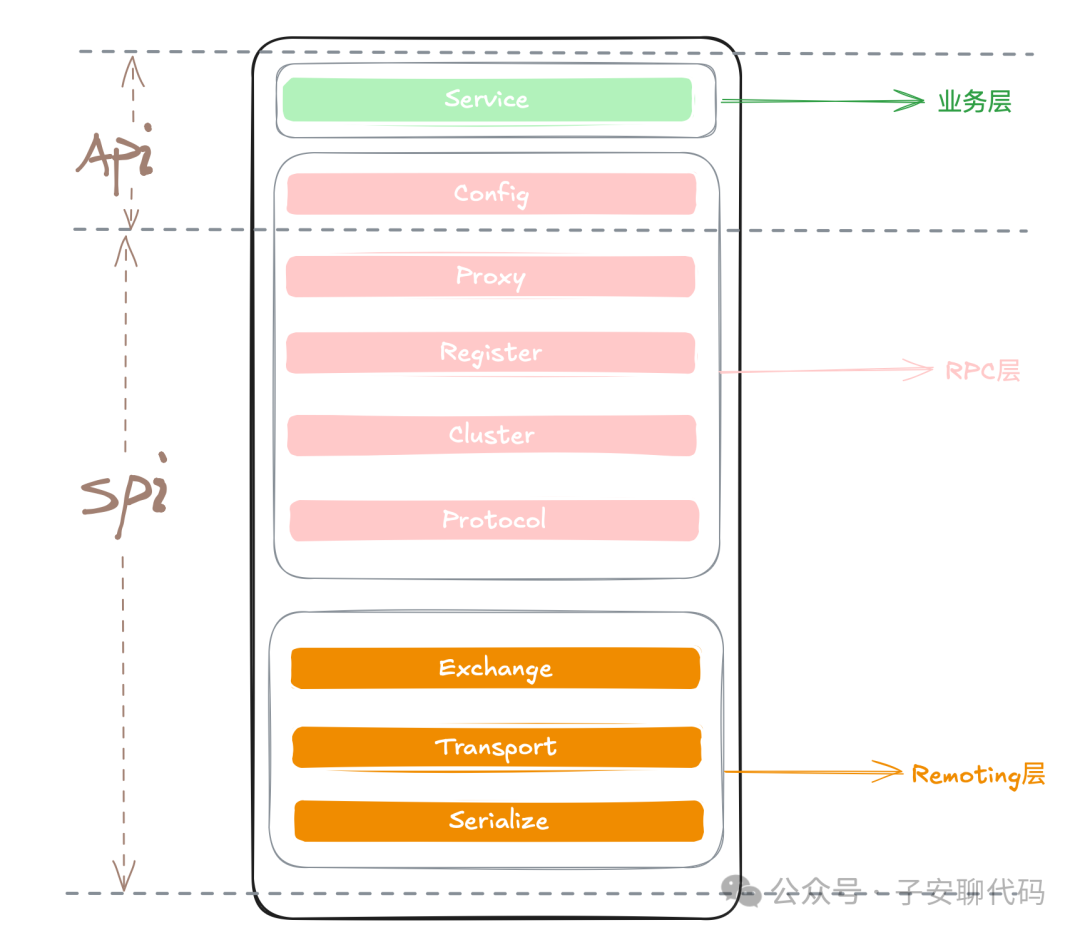 Service
业务层
Api
Config
Proxy
Register
RPC层
Cluster
Spi
Protocol
Exchange
Transport
Remoting层
Serialize
公众号 · 子安聊代码